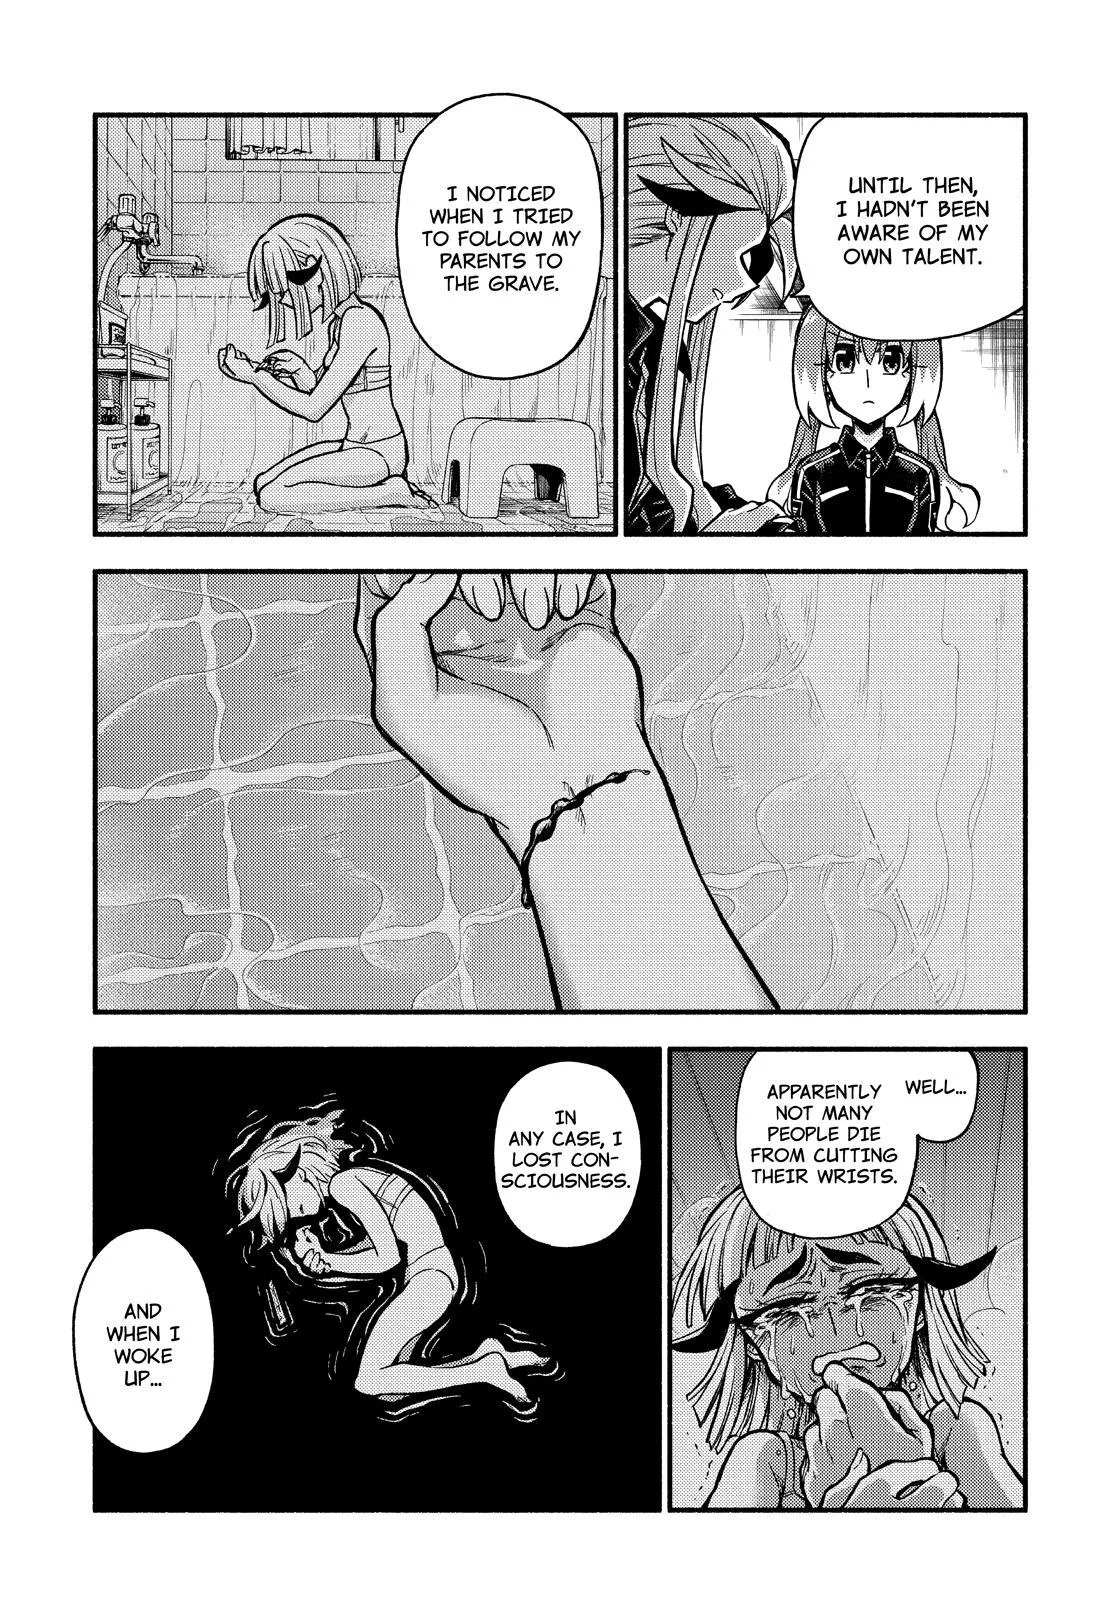 UNTIL THEN,
I HADN'T BEEN
AWARE OF MY
OWN TALENT.
I NOTICED
WHEN I TRIED
TO FOLLOW MY
PARENTS TO
THE GRAVE.
WELL...
APPARENTLY
NOT MANY
PEOPLE DIE
FROM CUTTING
THEIR WRISTS.
IN
ANY CASE, I
LOST CON-
SCIOUSNESS.
AND
WHEN I
WOKE
UP...